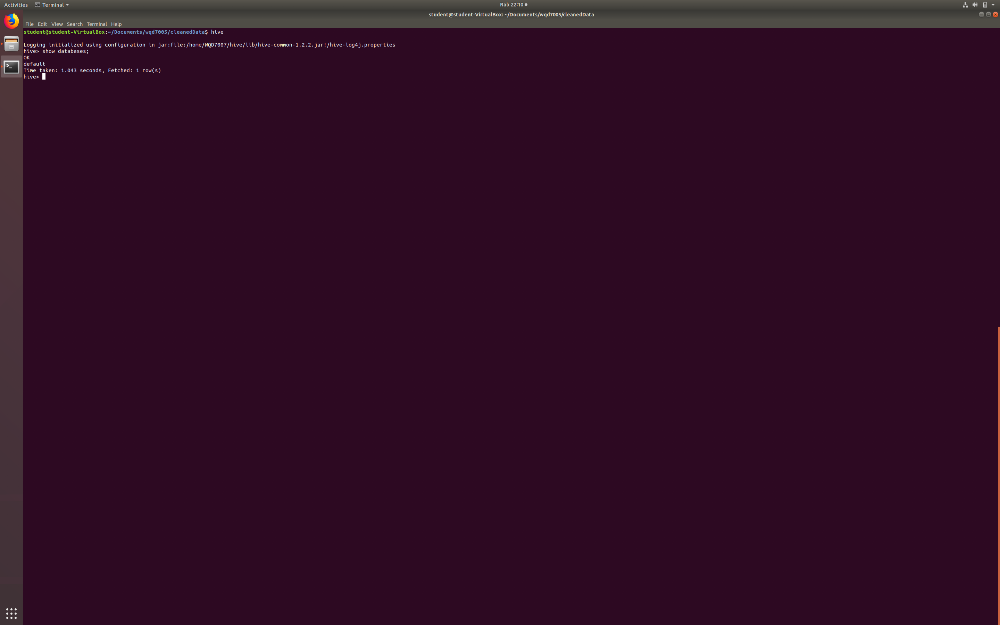 Activities Terminal Rab 22:10
student@student-VirtualBox: ~/Documents/wqd7005/cleanedData
File Edit View Search Terminal Help
student@student-VirtualBox:~/Documents/wqd7005/cleanedData$ hive
Logging initialized using configuration in jar:file:/home/WQD7007/hive/lib/hive-common-1.2.2.jar!/hive-log4j.properties
hive> show databases;
OK
default
Time taken: 1.043 seconds, Fetched: 1 row(s)
hive>